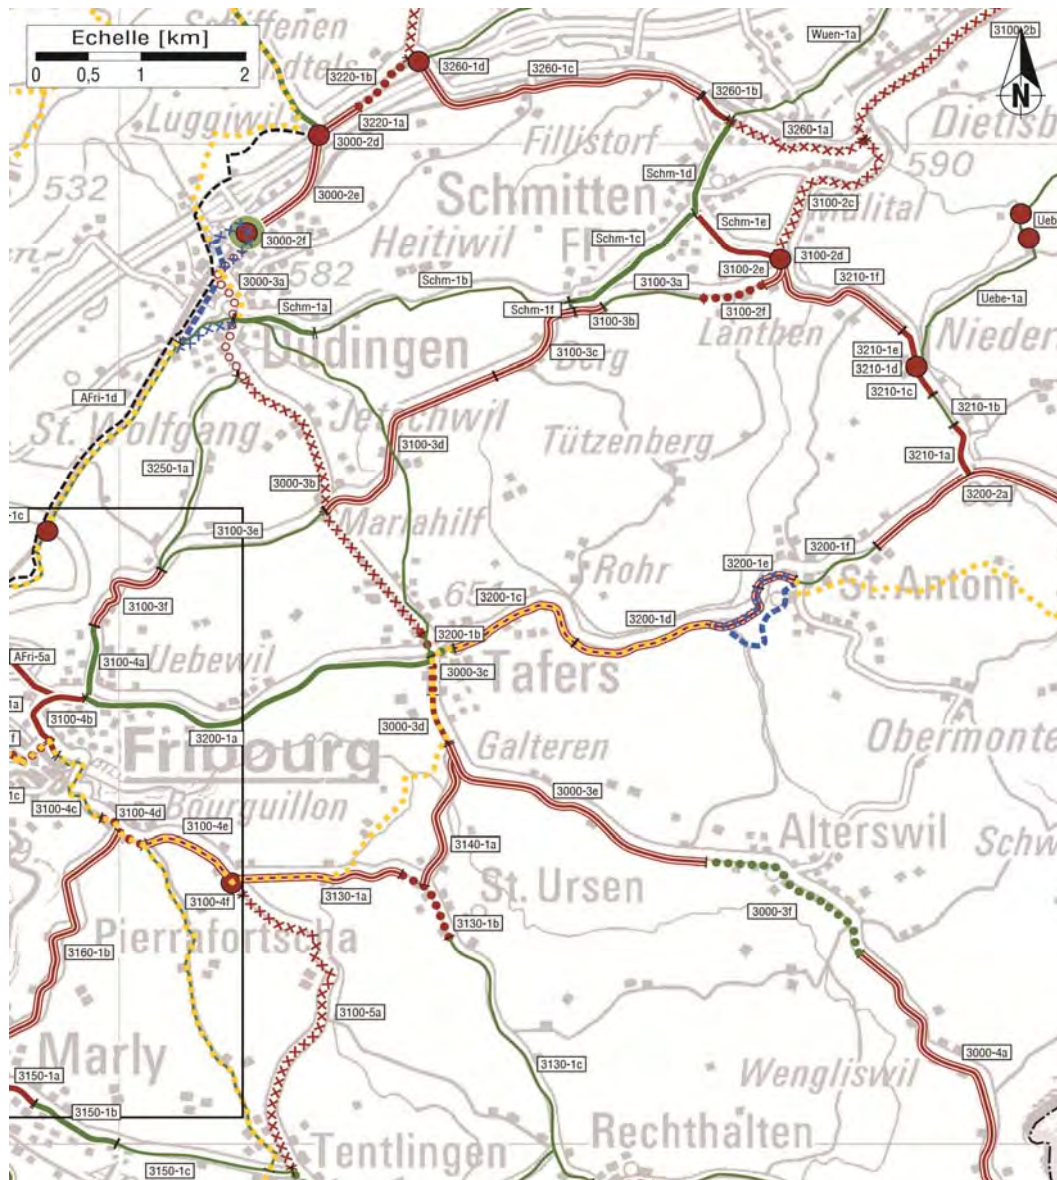 Echelle [km]
0 0,5 1 2
Schiffenen
3220-1b
3260-1d
3260-1c
Wuen-1a
3100-2b
N
Luggiwil
3220-1a
3000-2d
3260-1b
3260-1a
Fillistorf
532
590
3000-2e
Schmitten
Schm-1d
3100-2c
3000-2f
Heitiwil
FR
Schm-1c
Schm-1e
3100-2d
3000-3a
582
Schm-1b
3100-3a
3100-2e
3210-1f
Uebe-1a
Schm-1a
Schm-1f
3100-3b
3100-2f
Lanthen
Düdingen
3100-3c
Berg
3210-1e
3210-1d
3210-1c
AFri-1d
Jetschwil
3210-1b
St. Wolfgang
3100-3d
Tützenberg
3210-1a
3250-1a
3000-3b
3200-2a
-1c
3100-3e
Mariahilf
3200-1f
3200-1e
Rohr
St. Antoni
3100-3f
651
3200-1c
3200-1d
3200-1b
AFri-5a
3100-4a
Uebewil
3000-3c
Tafers
3100-4b
3200-1a
3000-3d
Galteren
Fribourg
3000-3e
Bourguillon
3100-4c
3100-4d
3100-4e
Alterswil
3140-1a
St. Ursen
3100-4f
3130-1a
3130-1b
3000-3f
Pierrafortscha
3160-1b
3100-5a
Marly
3130-1c
3000-4a
Wengliswil
3150-1a
3150-1b
Rechthalten
Tentlingen
3150-1c